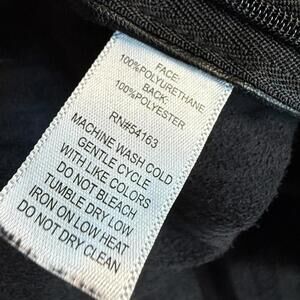 FACE:
100%POLYURETHANE
BACK:
100%POLYESTER
RN#54163
MACHINE WASH COLD
GENTLE CYCLE
WITH LIKE COLORS
DO NOT BLEACH
TUMBLE DRY LOW
IRON ON LOW HEAT
DO NOT DRY CLEAN